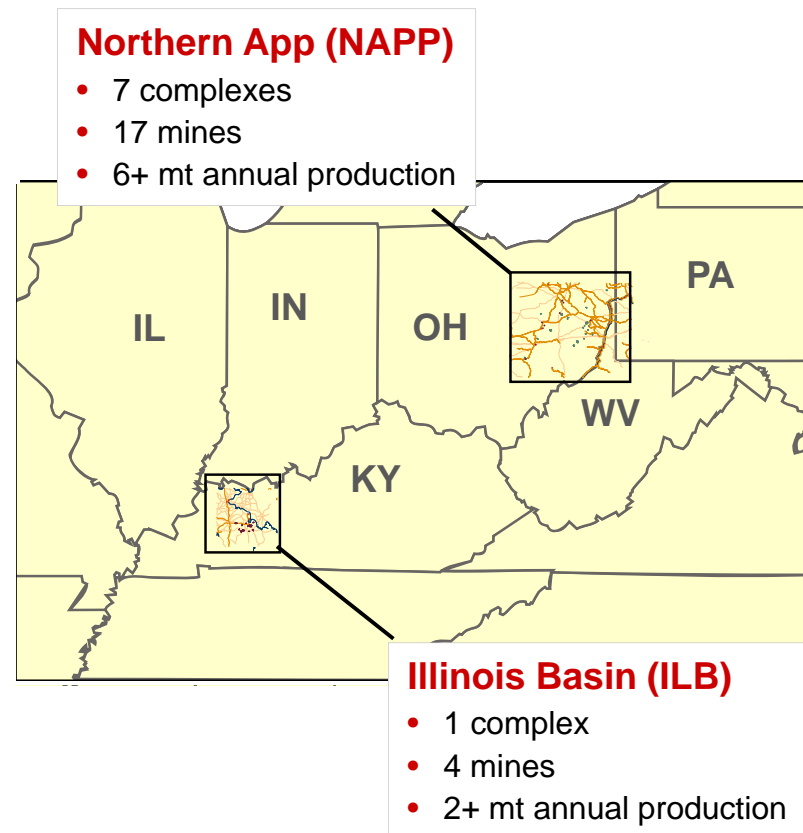 Northern App (NAPP)
• 7 complexes
• 17 mines
• 6+ mt annual production
IL
IN
OH
PA
WV
KY
Illinois Basin (ILB)
• 1 complex
• 4 mines
• 2+ mt annual production